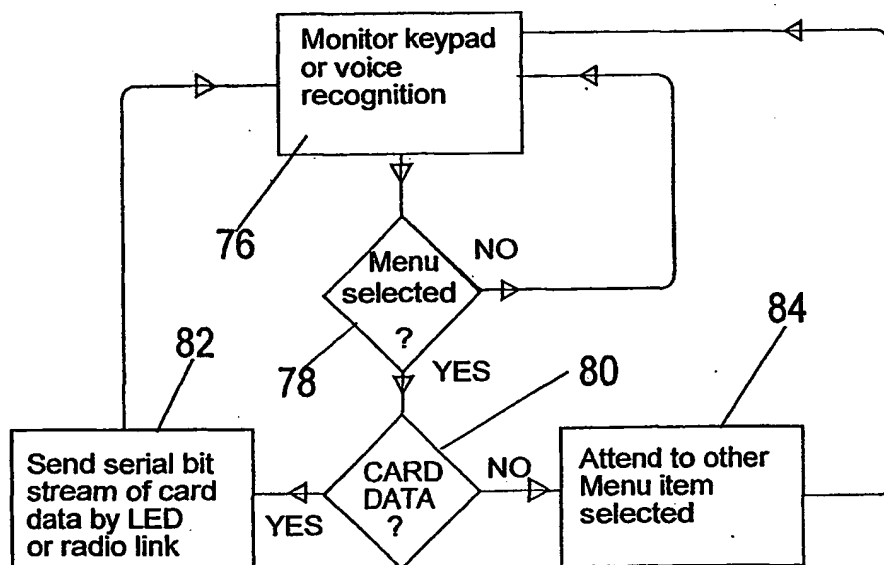 Monitor keypad
or voice
recognition
76
Menu
selected
?
NO
78
YES
80
82
84
CARD
DATA
?
NO
YES
Send serial bit
stream of card
data by LED
or radio link
Attend to other
Menu item
selected